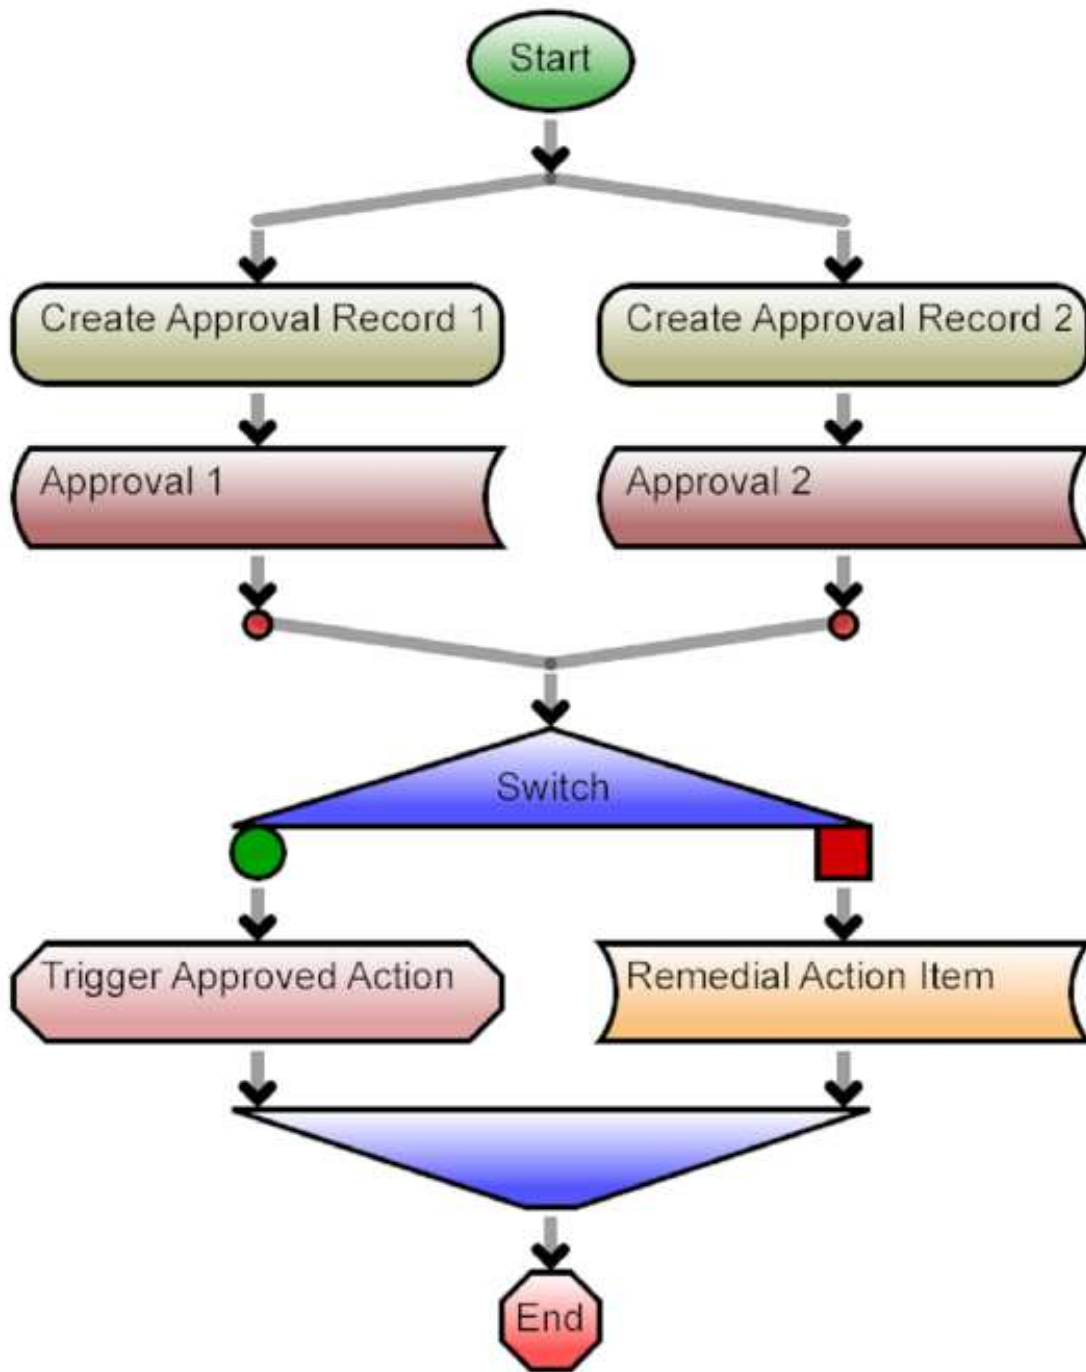 Start
Create Approval Record 1
Create Approval Record 2
Approval 1
Approval 2
Switch
Trigger Approved Action
Remedial Action Item
End